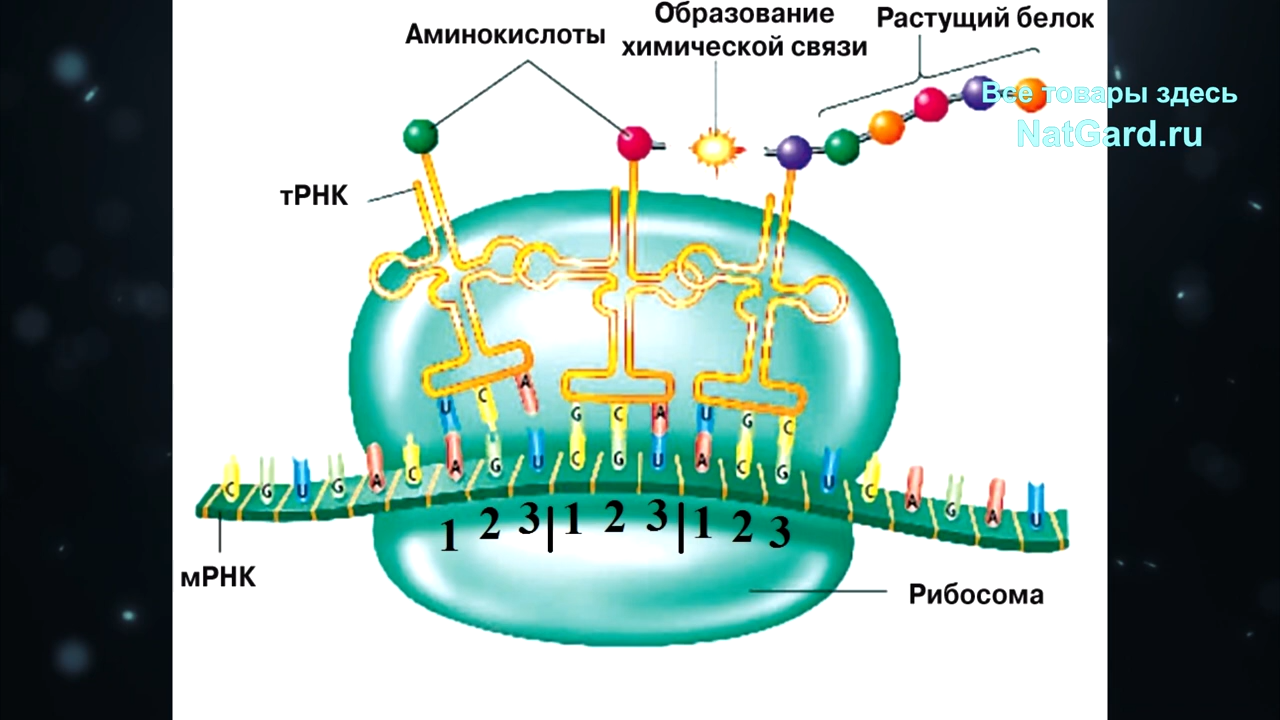 Аминокислоты
Образование
химической связи
Растущий белок
Все товары здесь
NatGard.ru
тРНК
U C A G C A U G C
C G U G A C A G U C G U A C G U C A G A U
1 2 3 | 1 2 3 | 1 2 3
мРНК
Рибосома